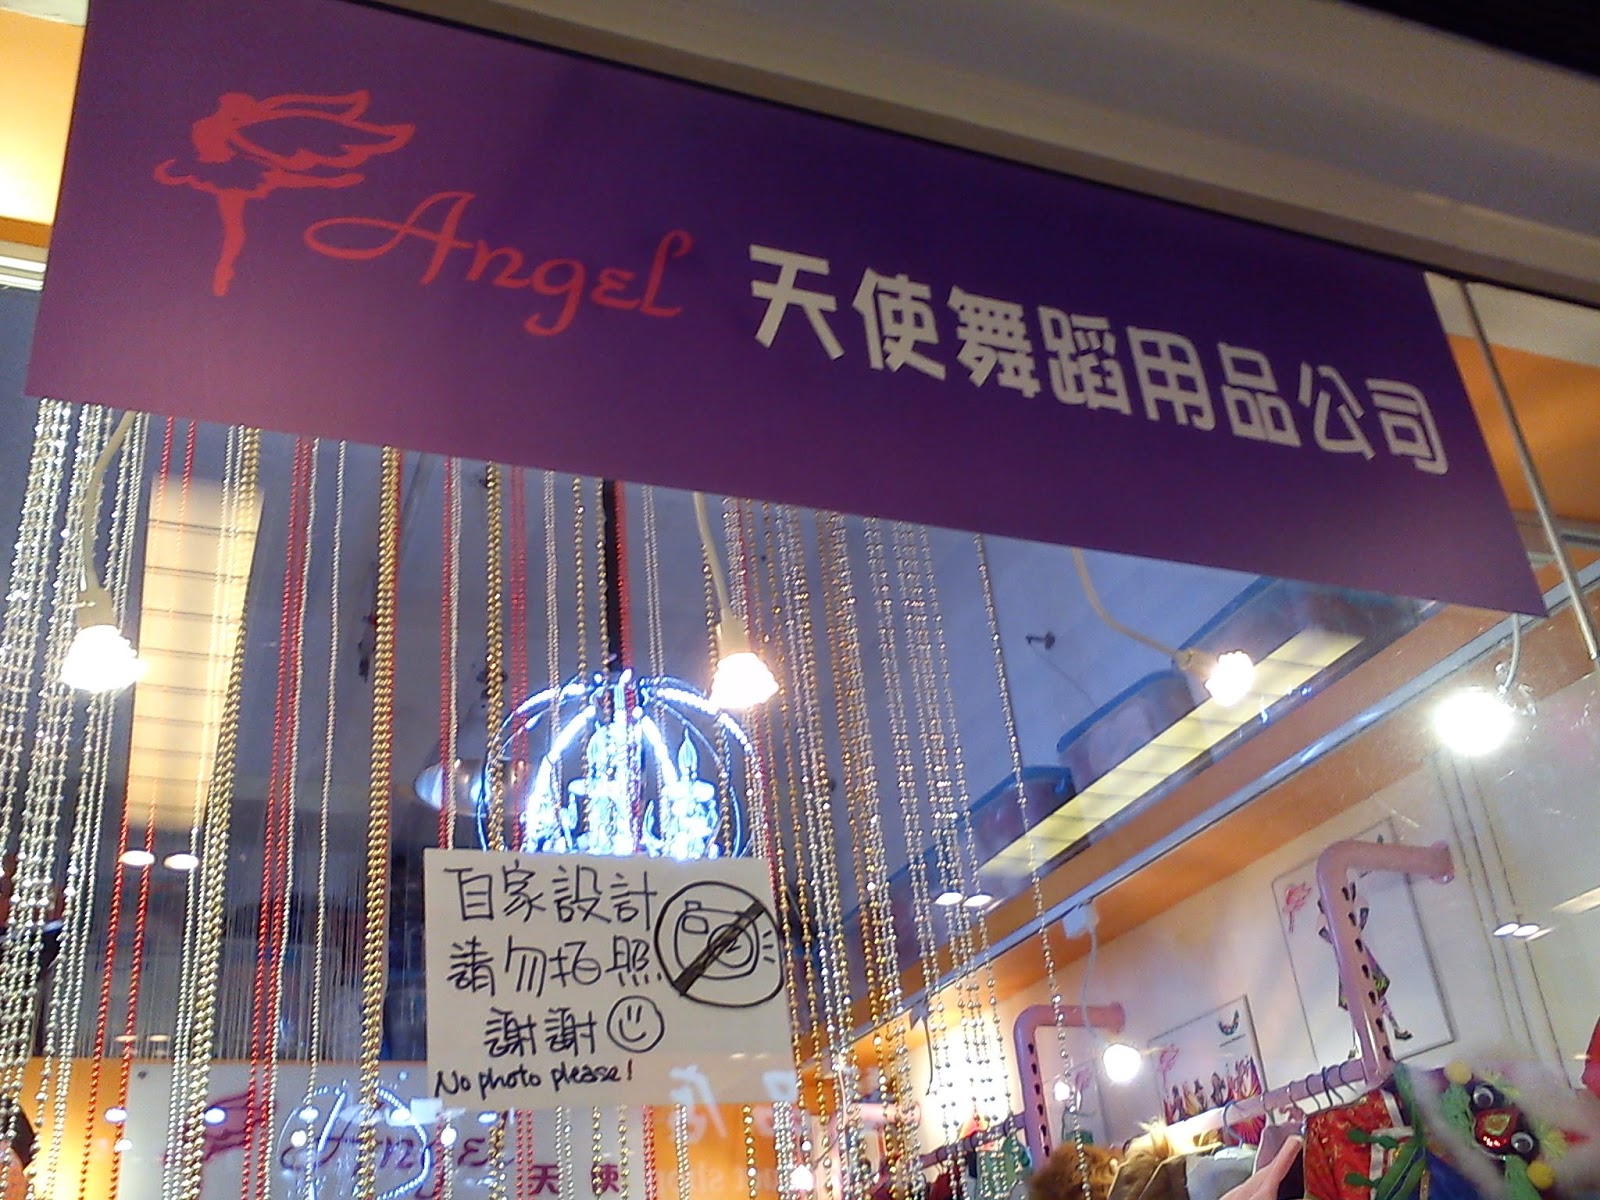 Angel 天使舞蹈用品公司
自家設計
請勿拍照
謝謝
No photo please!
Angel
天使